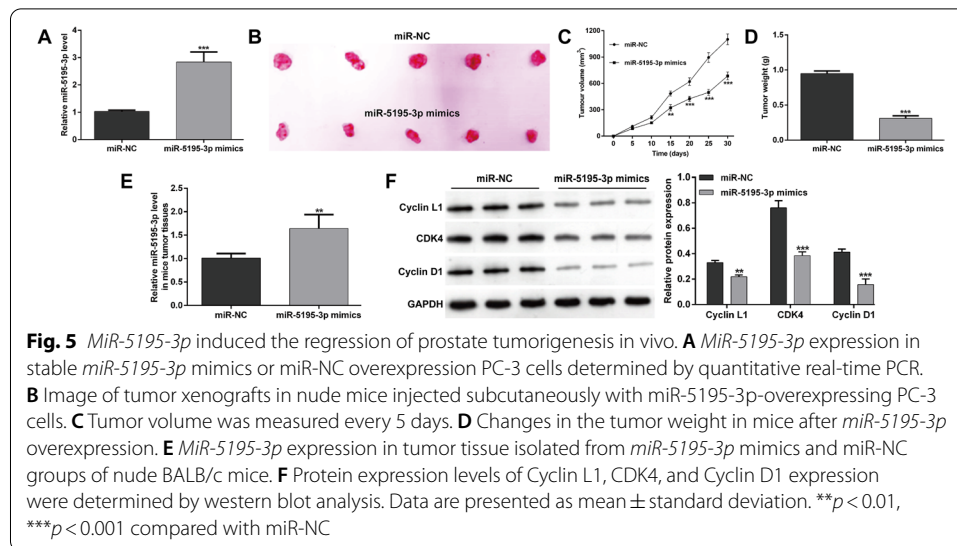 A
Relative miR-5195-3p level
5
4
3
2
1
0
***
miR-NC
miR-5195-3p mimics
B
miR-NC
miR-5195-3p mimics
C
Tumour volume (mm³)
1200
900
600
300
0
miR-NC
miR-5195-3p mimics
**
***
***
***
0 5 10 15 20 25 30
Time (days)
D
Tumor weight (g)
1.5
1.0
0.5
0.0
***
miR-NC
miR-5195-3p mimics
E
Relative miR-5195-3p level
in mice tumor tissues
2.5
2.0
1.5
1.0
0.5
0.0
**
miR-NC
miR-5195-3p mimics
F
miR-NC
miR-5195-3p mimics
Cyclin L1
CDK4
Cyclin D1
GAPDH
Relative protein expression
1.0
0.8
0.6
0.4
0.2
0.0
miR-NC
miR-5195-3p mimics
**
***
***
Cyclin L1
CDK4
Cyclin D1
Fig. 5 MiR-5195-3p induced the regression of prostate tumorigenesis in vivo. A MiR-5195-3p expression in
stable miR-5195-3p mimics or miR-NC overexpression PC-3 cells determined by quantitative real-time PCR.
B Image of tumor xenografts in nude mice injected subcutaneously with miR-5195-3p-overexpressing PC-3
cells. C Tumor volume was measured every 5 days. D Changes in the tumor weight in mice after miR-5195-3p
overexpression. E MiR-5195-3p expression in tumor tissue isolated from miR-5195-3p mimics and miR-NC
groups of nude BALB/c mice. F Protein expression levels of Cyclin L1, CDK4, and Cyclin D1 expression
were determined by western blot analysis. Data are presented as mean ± standard deviation. **p < 0.01,
***p < 0.001 compared with miR-NC